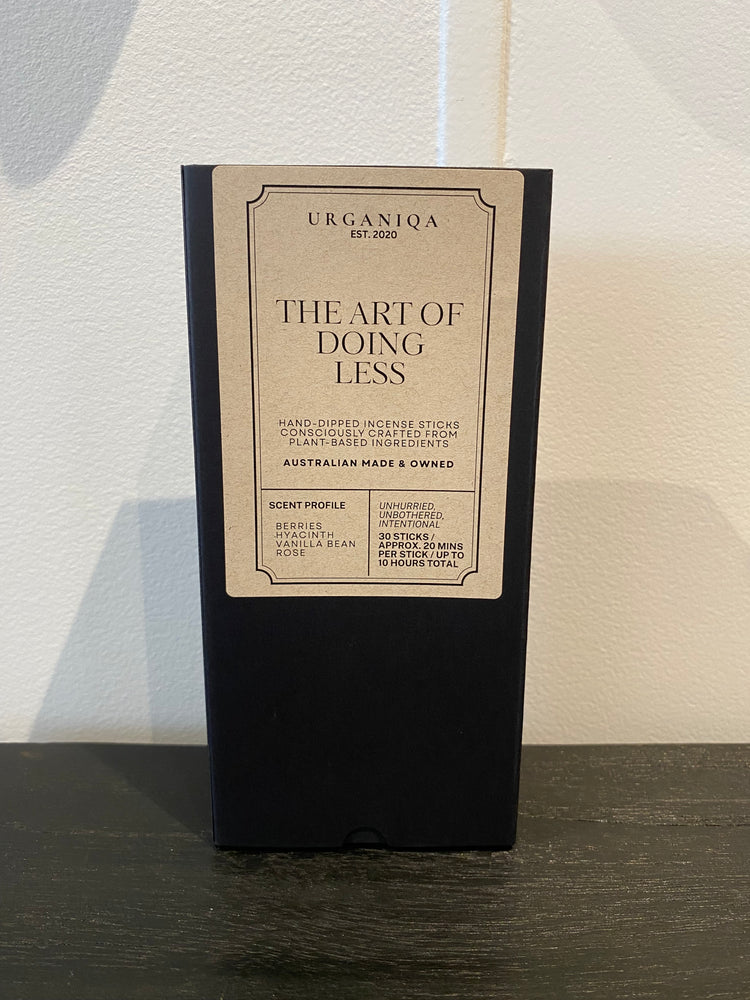 URGANIQA
EST. 2020
THE ART OF
DOING
LESS
HAND-DIPPED INCENSE STICKS
CONSCIOUSLY CRAFTED FROM
PLANT-BASED INGREDIENTS
AUSTRALIAN MADE & OWNED
SCENT PROFILE
BERRIES
HYACINTH
VANILLA BEAN
ROSE
UNHURRIED,
UNBOTHERED,
INTENTIONAL
30 STICKS /
APPROX. 20 MINS
PER STICK / UP TO
10 HOURS TOTAL